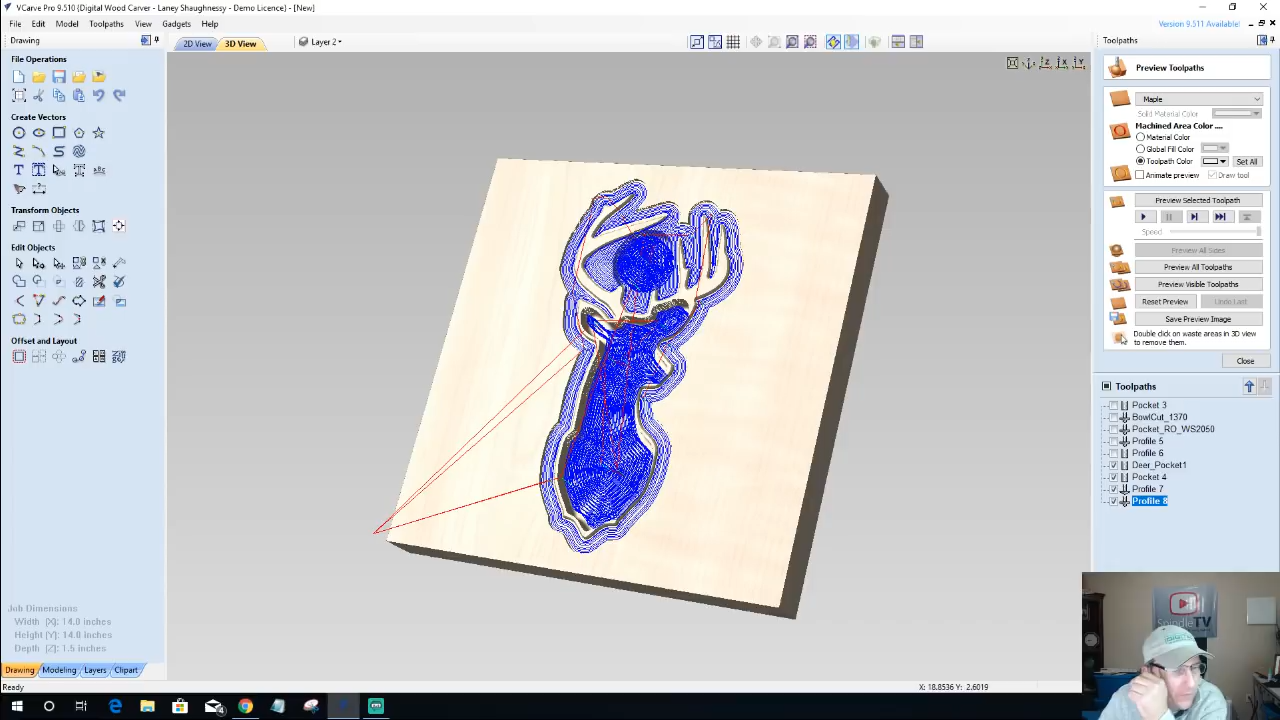 VCarve Pro 9.510 {Digital Wood Carver - Laney Shaughnessy - Demo Licence} - [New]
File Edit Model Toolpaths View Gadgets Help
Version 9.511 Available!
Drawing
2D View 3D View Layer 2
Toolpaths
File Operations
Create Vectors
Transform Objects
Edit Objects
Offset and Layout
Job Dimensions
Width [X]: 14.0 inches
Height [Y]: 14.0 inches
Depth [Z]: 1.5 inches
Drawing Modeling Layers Clipart
Ready
X: 18.8536 Y: 2.6019
Preview Toolpaths
Maple
Solid Material Color
Machined Area Color ....
Material Color
Global Fill Color
Toolpath Color Set All
Animate preview Draw tool
Preview Selected Toolpath
Speed
Preview All Sides
Preview All Toolpaths
Preview Visible Toolpaths
Reset Preview Undo Last
Save Preview Image
Double click on waste areas in 3D view
to remove them.
Close
Toolpaths
Pocket 3
BowlCut_1370
Pocket_RO_WS2050
Profile 5
Profile 6
Deer_Pocket1
Pocket 4
Profile 7
Profile 8
SpindleTV